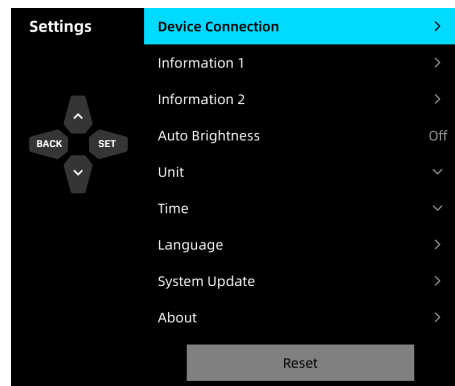 Settings
Device Connection
Information 1
Information 2
Auto Brightness Off
BACK SET
Unit
Time
Language
System Update
About
Reset